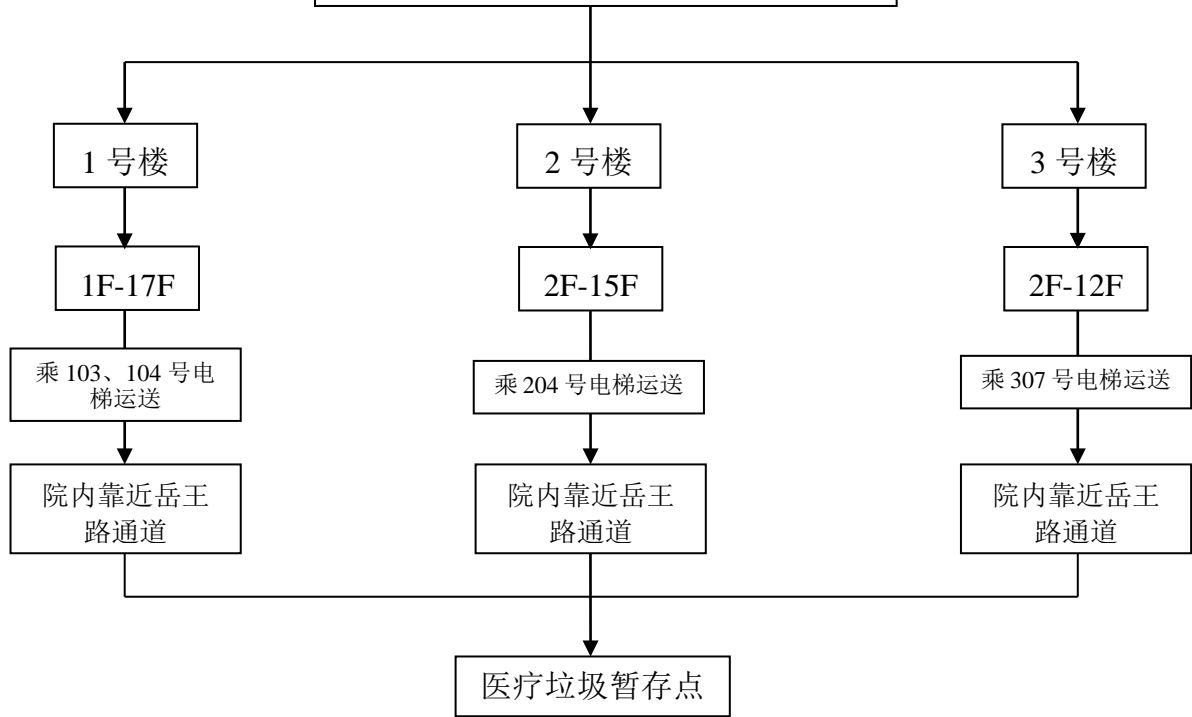 1 号楼
2 号楼
3 号楼
1F-17F
2F-15F
2F-12F
乘 103、104 号电
梯运送
乘 204 号电梯运送
乘 307 号电梯运送
院内靠近岳王
路通道
院内靠近岳王
路通道
院内靠近岳王
路通道
医疗垃圾暂存点